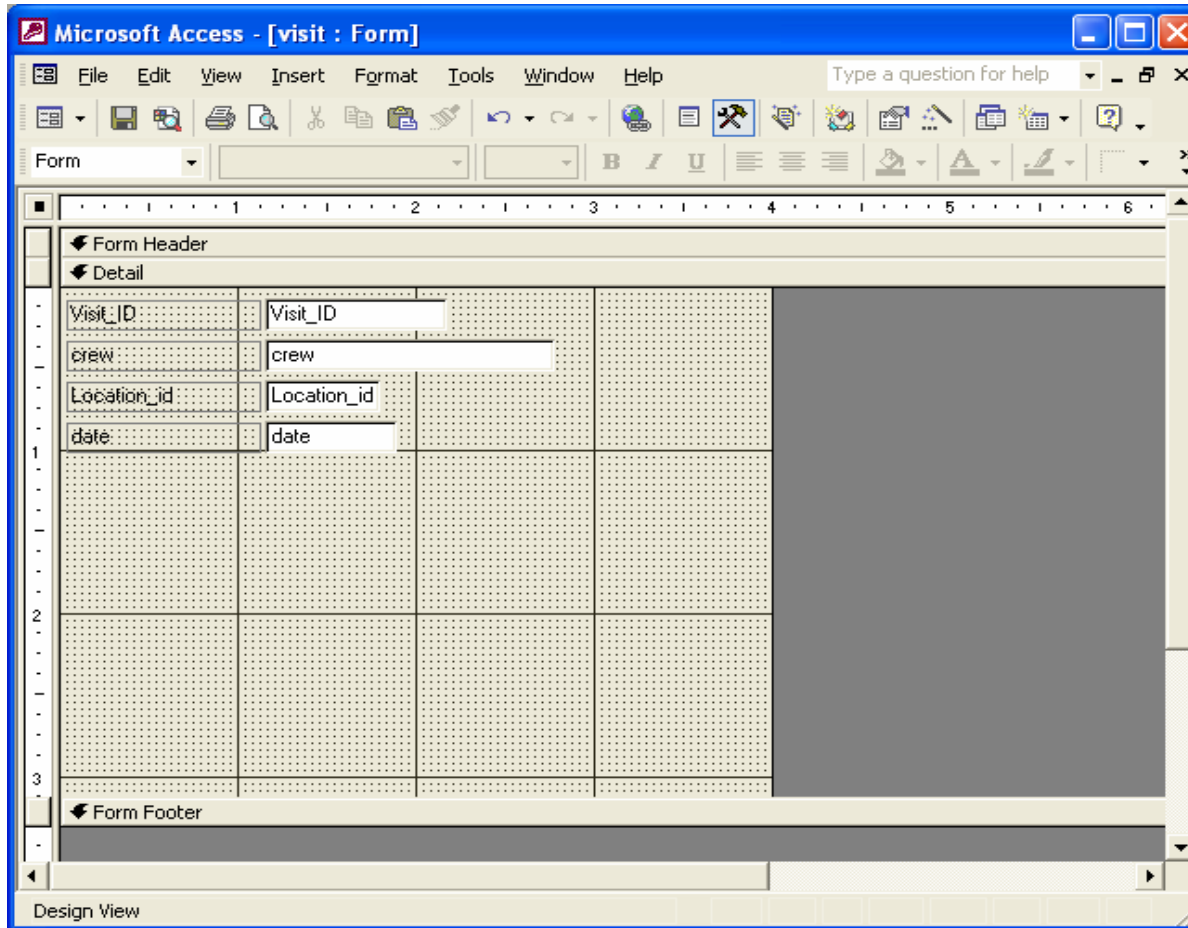 Microsoft Access - [visit : Form]
File Edit View Insert Format Tools Window Help Type a question for help
Form B I U A
1 2 3 4 5 6
Form Header
Detail
Visit_ID Visit_ID
crew crew
Location_id Location_id
date date
1
2
3
Form Footer
Design View